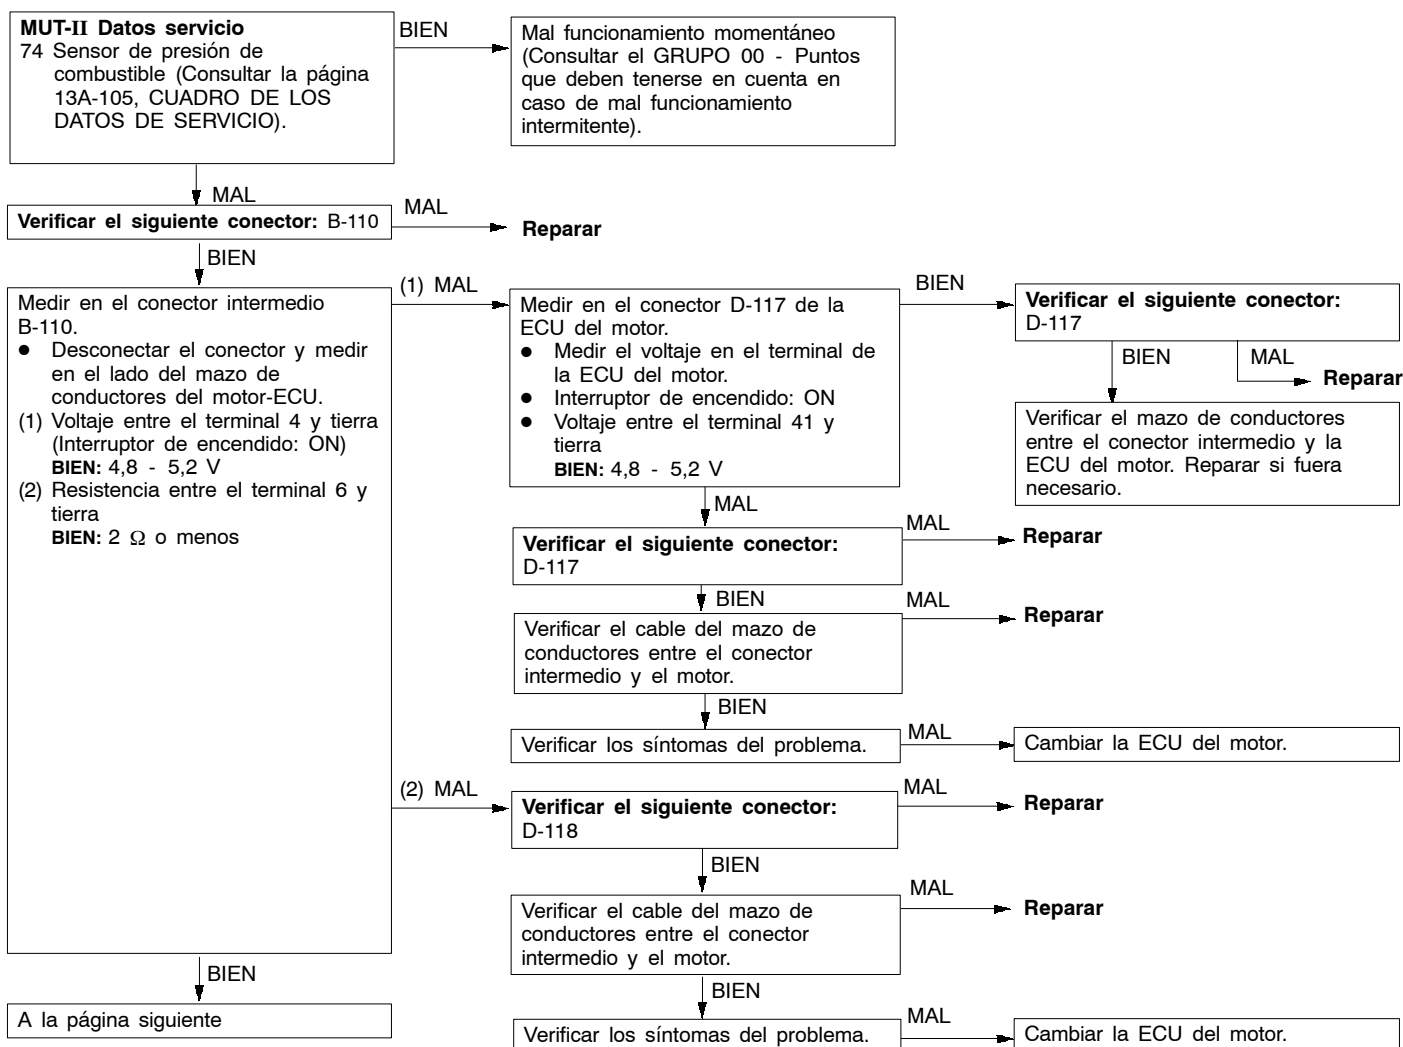 MUT-II Datos servicio
74 Sensor de presión de
combustible (Consultar la página
13A-105, CUADRO DE LOS
DATOS DE SERVICIO).
BIEN
Mal funcionamiento momentáneo
(Consultar el GRUPO 00 - Puntos
que deben tenerse en cuenta en
caso de mal funcionamiento
intermitente).
MAL
Verificar el siguiente conector: B-110
MAL
Reparar
BIEN
Medir en el conector intermedio
B-110.
● Desconectar el conector y medir
en el lado del mazo de
conductores del motor-ECU.
(1) Voltaje entre el terminal 4 y tierra
(Interruptor de encendido: ON)
BIEN: 4,8 - 5,2 V
(2) Resistencia entre el terminal 6 y
tierra
BIEN: 2 Ω o menos
(1) MAL
Medir en el conector D-117 de la
ECU del motor.
● Medir el voltaje en el terminal de
la ECU del motor.
● Interruptor de encendido: ON
● Voltaje entre el terminal 41 y
tierra
BIEN: 4,8 - 5,2 V
BIEN
Verificar el siguiente conector:
D-117
BIEN
MAL
Reparar
Verificar el mazo de conductores
entre el conector intermedio y la
ECU del motor. Reparar si fuera
necesario.
MAL
Verificar el siguiente conector:
D-117
MAL
Reparar
BIEN
Verificar el cable del mazo de
conductores entre el conector
intermedio y el motor.
MAL
Reparar
BIEN
Verificar los síntomas del problema.
MAL
Cambiar la ECU del motor.
(2) MAL
Verificar el siguiente conector:
D-118
MAL
Reparar
BIEN
Verificar el cable del mazo de
conductores entre el conector
intermedio y el motor.
MAL
Reparar
BIEN
Verificar los síntomas del problema.
MAL
Cambiar la ECU del motor.
BIEN
A la página siguiente